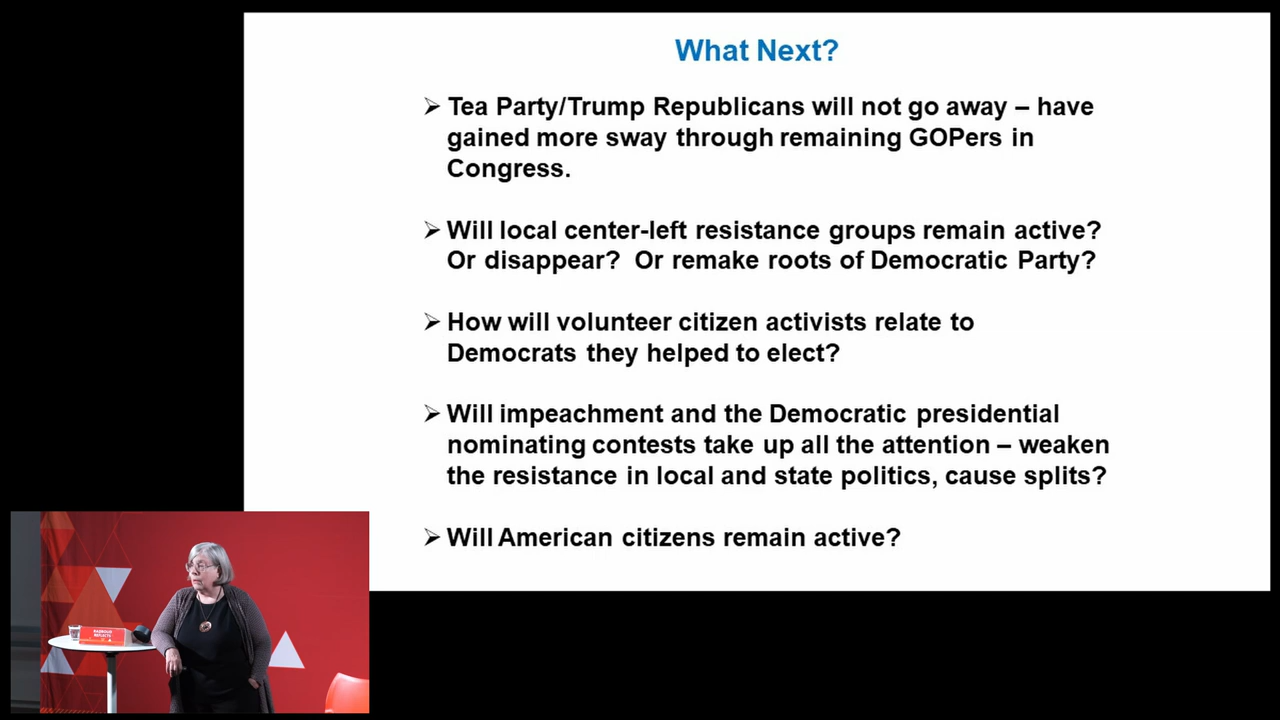 What Next?
➢ Tea Party/Trump Republicans will not go away – have
gained more sway through remaining GOPers in
Congress.
➢ Will local center-left resistance groups remain active?
Or disappear? Or remake roots of Democratic Party?
➢ How will volunteer citizen activists relate to
Democrats they helped to elect?
➢ Will impeachment and the Democratic presidential
nominating contests take up all the attention – weaken
the resistance in local and state politics, cause splits?
➢ Will American citizens remain active?
RADBOUD
REFLECTS